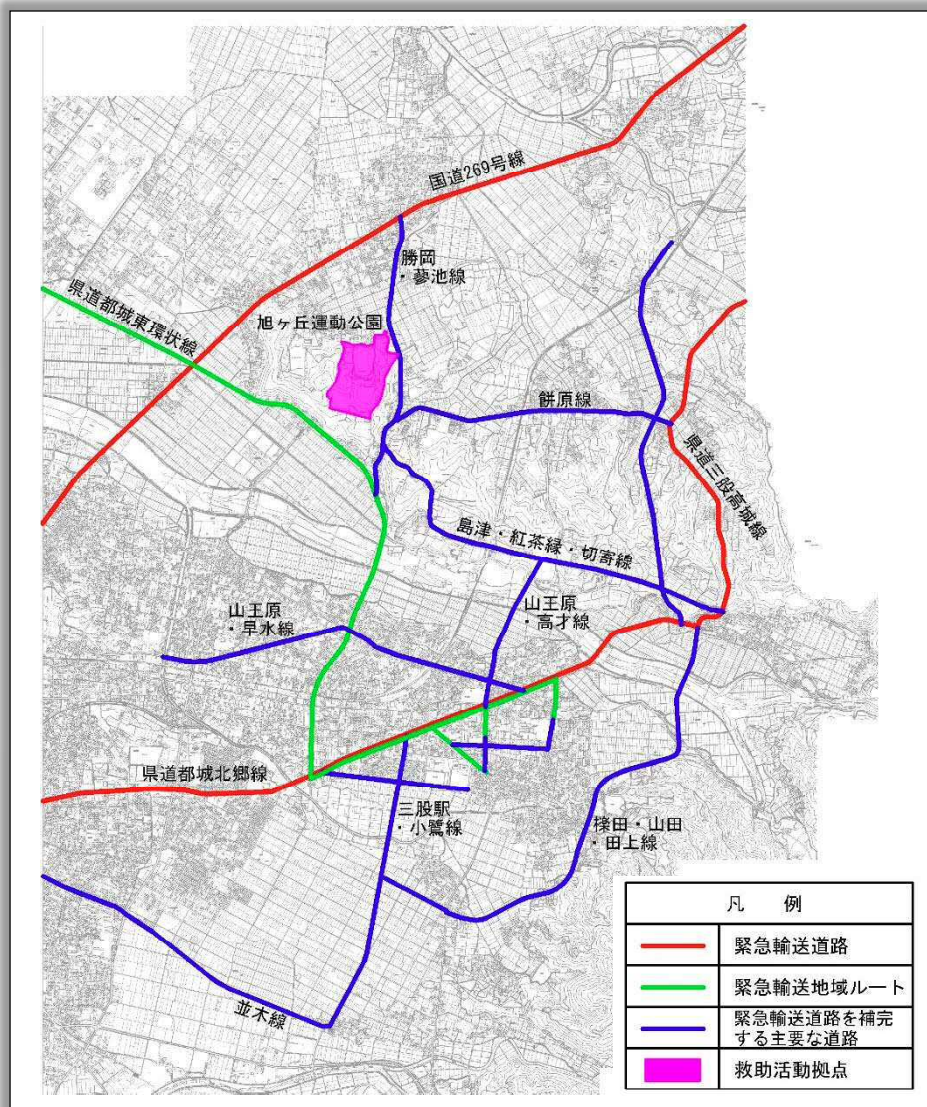 国道269号線
勝岡
・蓼池線
県道都城東環状線
旭ヶ丘運動公園
餅原線
県道三股高城線
島津・紅茶緑・切寄線
山王原
・早水線
山王原
・高才線
県道都城北郷線
三股駅
・小鷺線
・田上線
並木線
凡 例
緊急輸送道路
緊急輸送地域ルート
緊急輸送道路を補完
する主要な道路
救助活動拠点